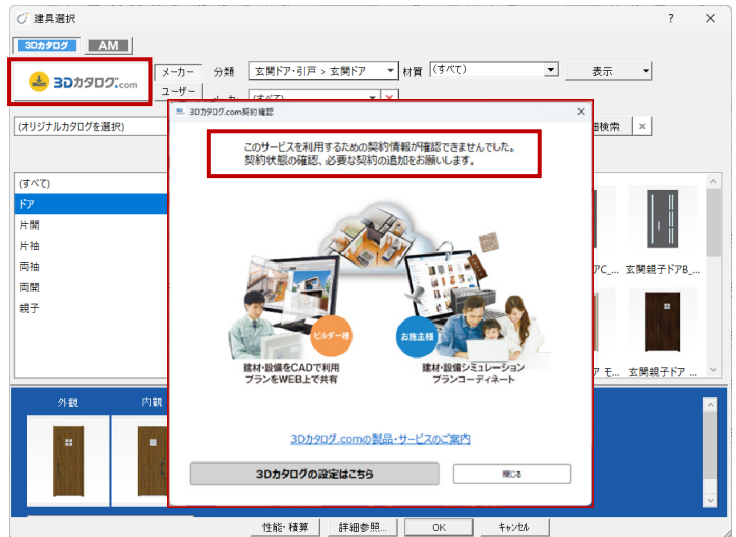 建具選択
? ×
3Dカタログ AM
3Dカタログ.com
メーカー 分類 玄関ドア・引戸 > 玄関ドア 材質 (すべて) 表示
ユーザー
(オリジナルカタログを選択)
3Dカタログ.com契約確認
このサービスを利用するための契約情報が確認できませんでした。
契約状態の確認、必要な契約の追加をお願いします。
(すべて)
ドア
片開
片袖
両袖
両開
親子
玄関親子ドアB_...
玄関親子ドア ...
ビルダー様
お施主様
建材・設備をCADで利用
プランをWEB上で共有
建材・設備シミュレーション
プランコーディネート
外観 内観
3Dカタログ.comの製品・サービスのご案内
3Dカタログの設定はこちら 閉じる
性能・積算 詳細参照... OK キャンセル